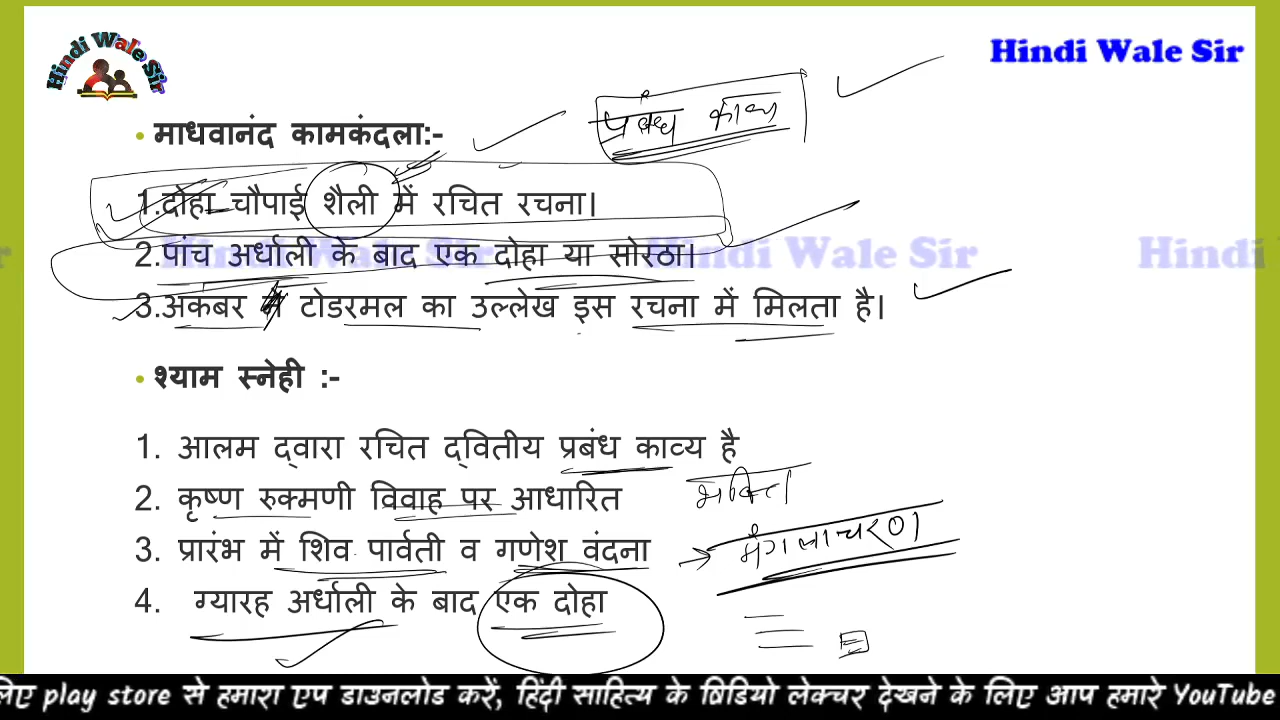 Hindi Wale Sir
Hindi Wale Sir
प्रबंध काव्य
• माधवानंद कामकंदला:-
1.दोहा चौपाई शैली में रचित रचना।
2.पांच अर्धाली के बाद एक दोहा या सोरठा।
Hindi Wale Sir
Hindi Wale Sir
Hindi
3.अकबर टोडरमल का उल्लेख इस रचना में मिलता है।
• श्याम स्नेही :-
1. आलम द्वारा रचित द्वितीय प्रबंध काव्य है
2. कृष्ण रुक्मणी विवाह पर आधारित
भक्ति
3. प्रारंभ में शिव पार्वती व गणेश वंदना
मंगलाचरण
4. ग्यारह अर्धाली के बाद एक दोहा
लिए play store से हमारा एप डाउनलोड करें, हिंदी साहित्य के विडियो लेक्चर देखने के लिए आप हमारे YouTube